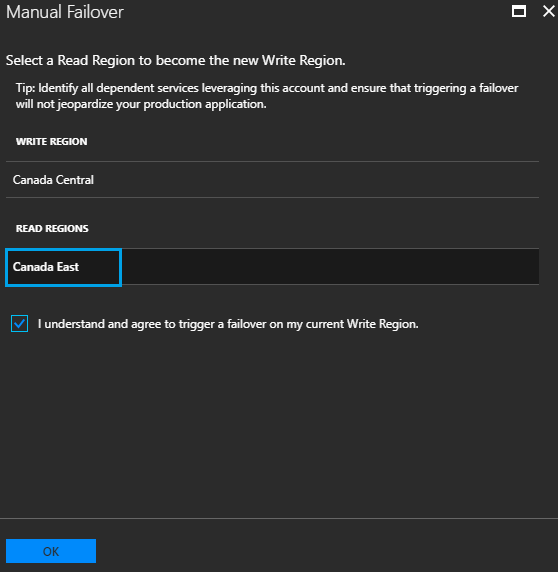 Manual Failover
Select a Read Region to become the new Write Region.
Tip: Identify all dependent services leveraging this account and ensure that triggering a failover
will not jeopardize your production application.
WRITE REGION
Canada Central
READ REGIONS
Canada East
I understand and agree to trigger a failover on my current Write Region.
OK